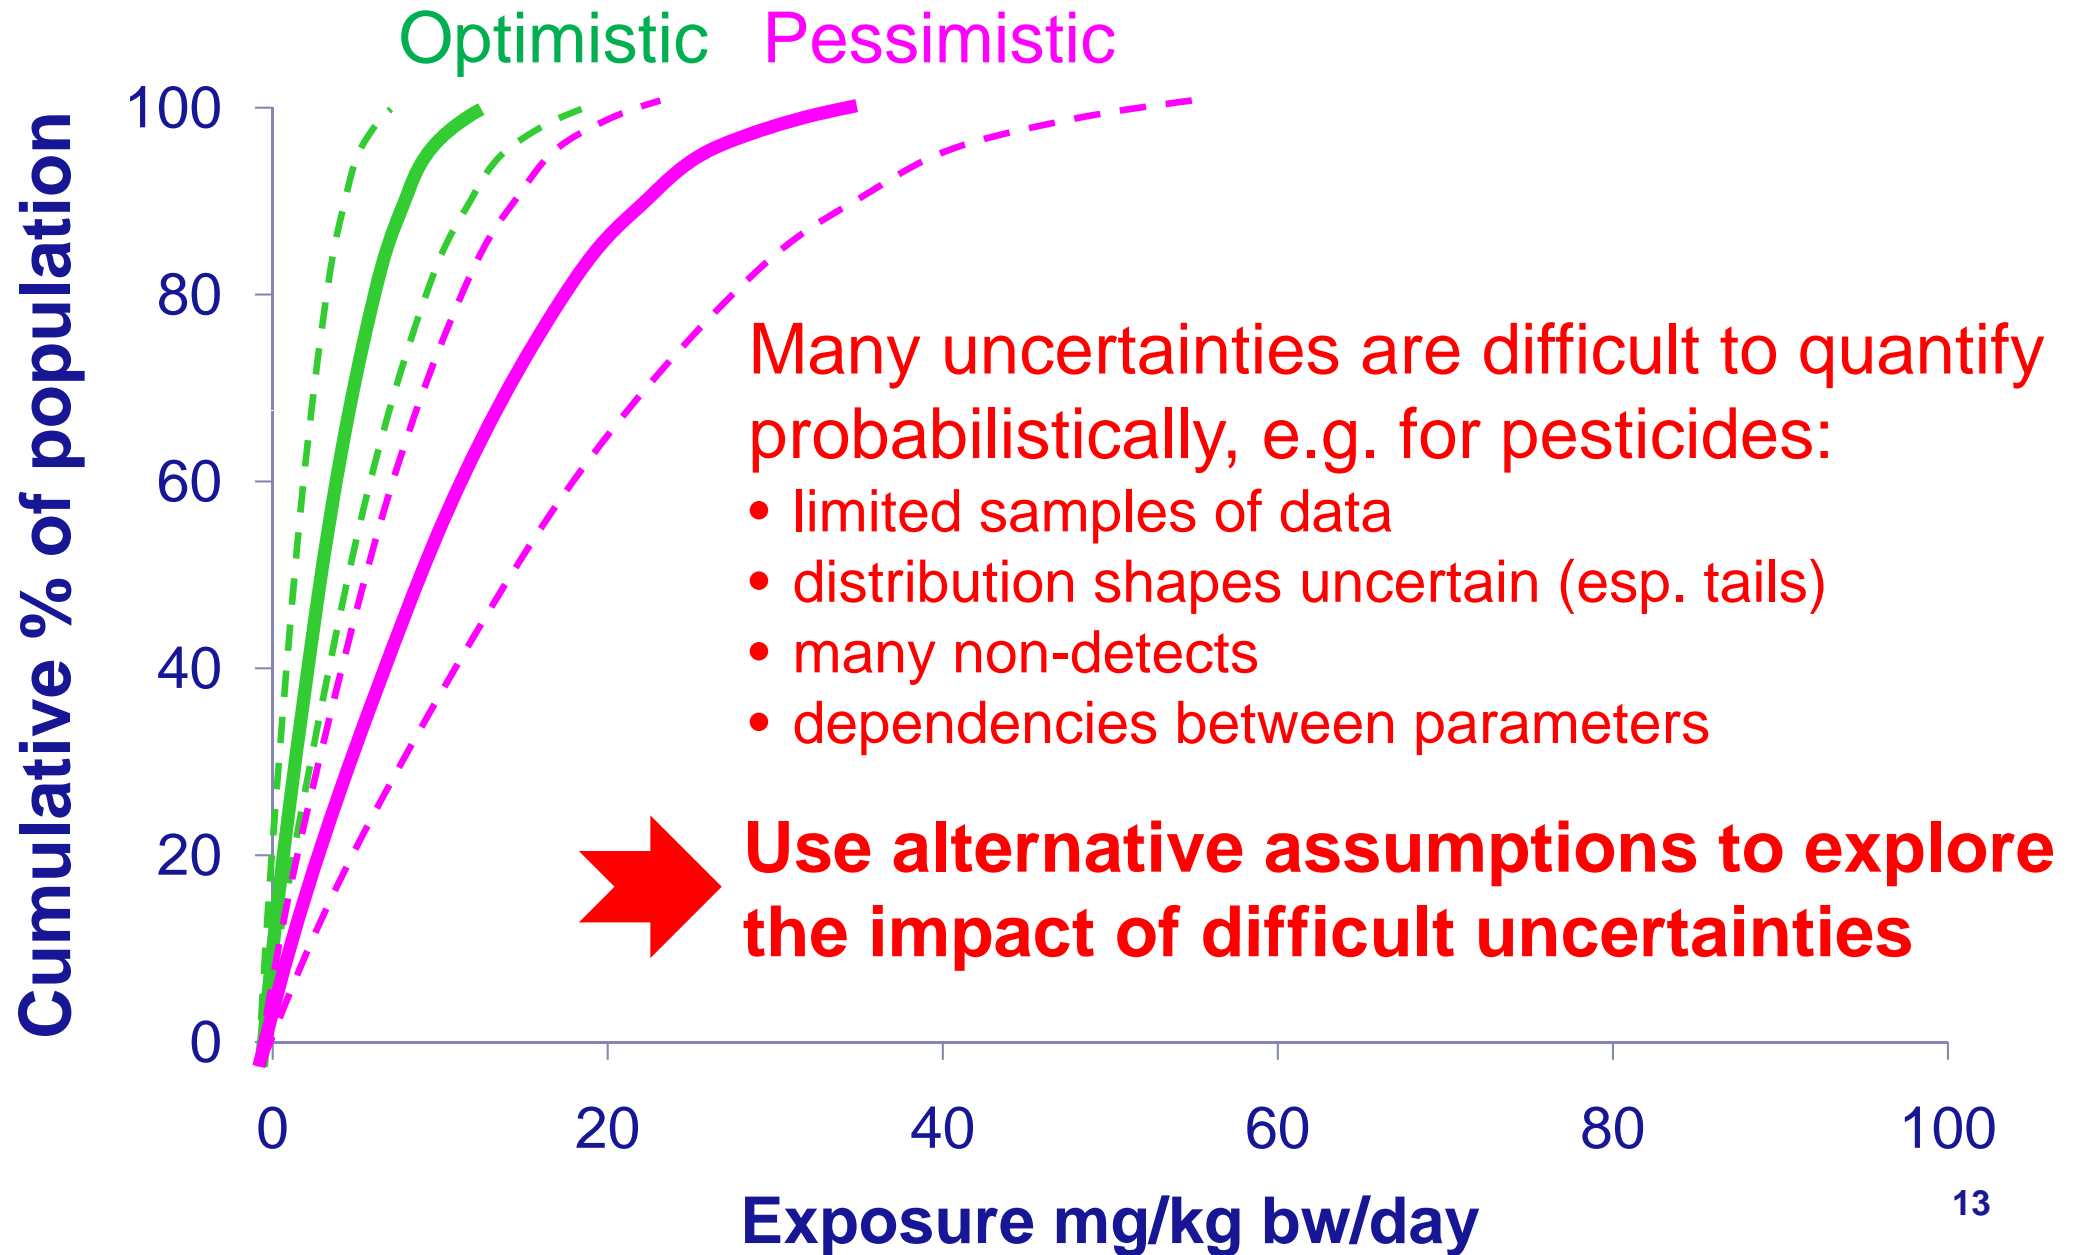 Optimistic Pessimistic
Cumulative % of population
100
80
60
40
20
0
Many uncertainties are difficult to quantify
probabilistically, e.g. for pesticides:
• limited samples of data
• distribution shapes uncertain (esp. tails)
• many non-detects
• dependencies between parameters
Use alternative assumptions to explore
the impact of difficult uncertainties
0 20 40 60 80 100
Exposure mg/kg bw/day
13